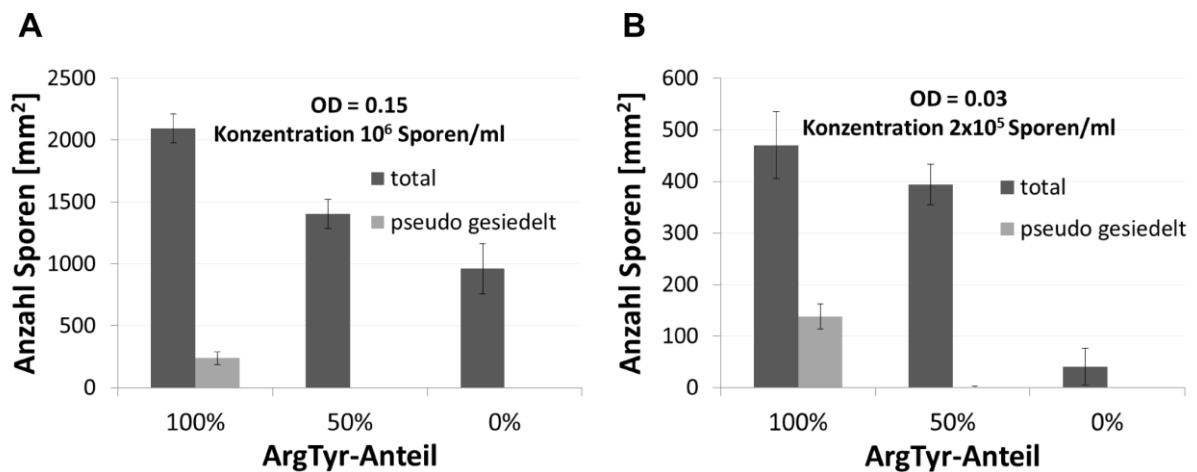 A
2500
2000
1500
1000
500
0
Anzahl Sporen [mm²]
OD = 0.15
Konzentration 10⁶ Sporen/ml
total
pseudo gesiedelt
100% 50% 0%
ArgTyr-Anteil
B
600
500
400
300
200
100
0
Anzahl Sporen [mm²]
OD = 0.03
Konzentration 2x10⁵ Sporen/ml
total
pseudo gesiedelt
100% 50% 0%
ArgTyr-Anteil